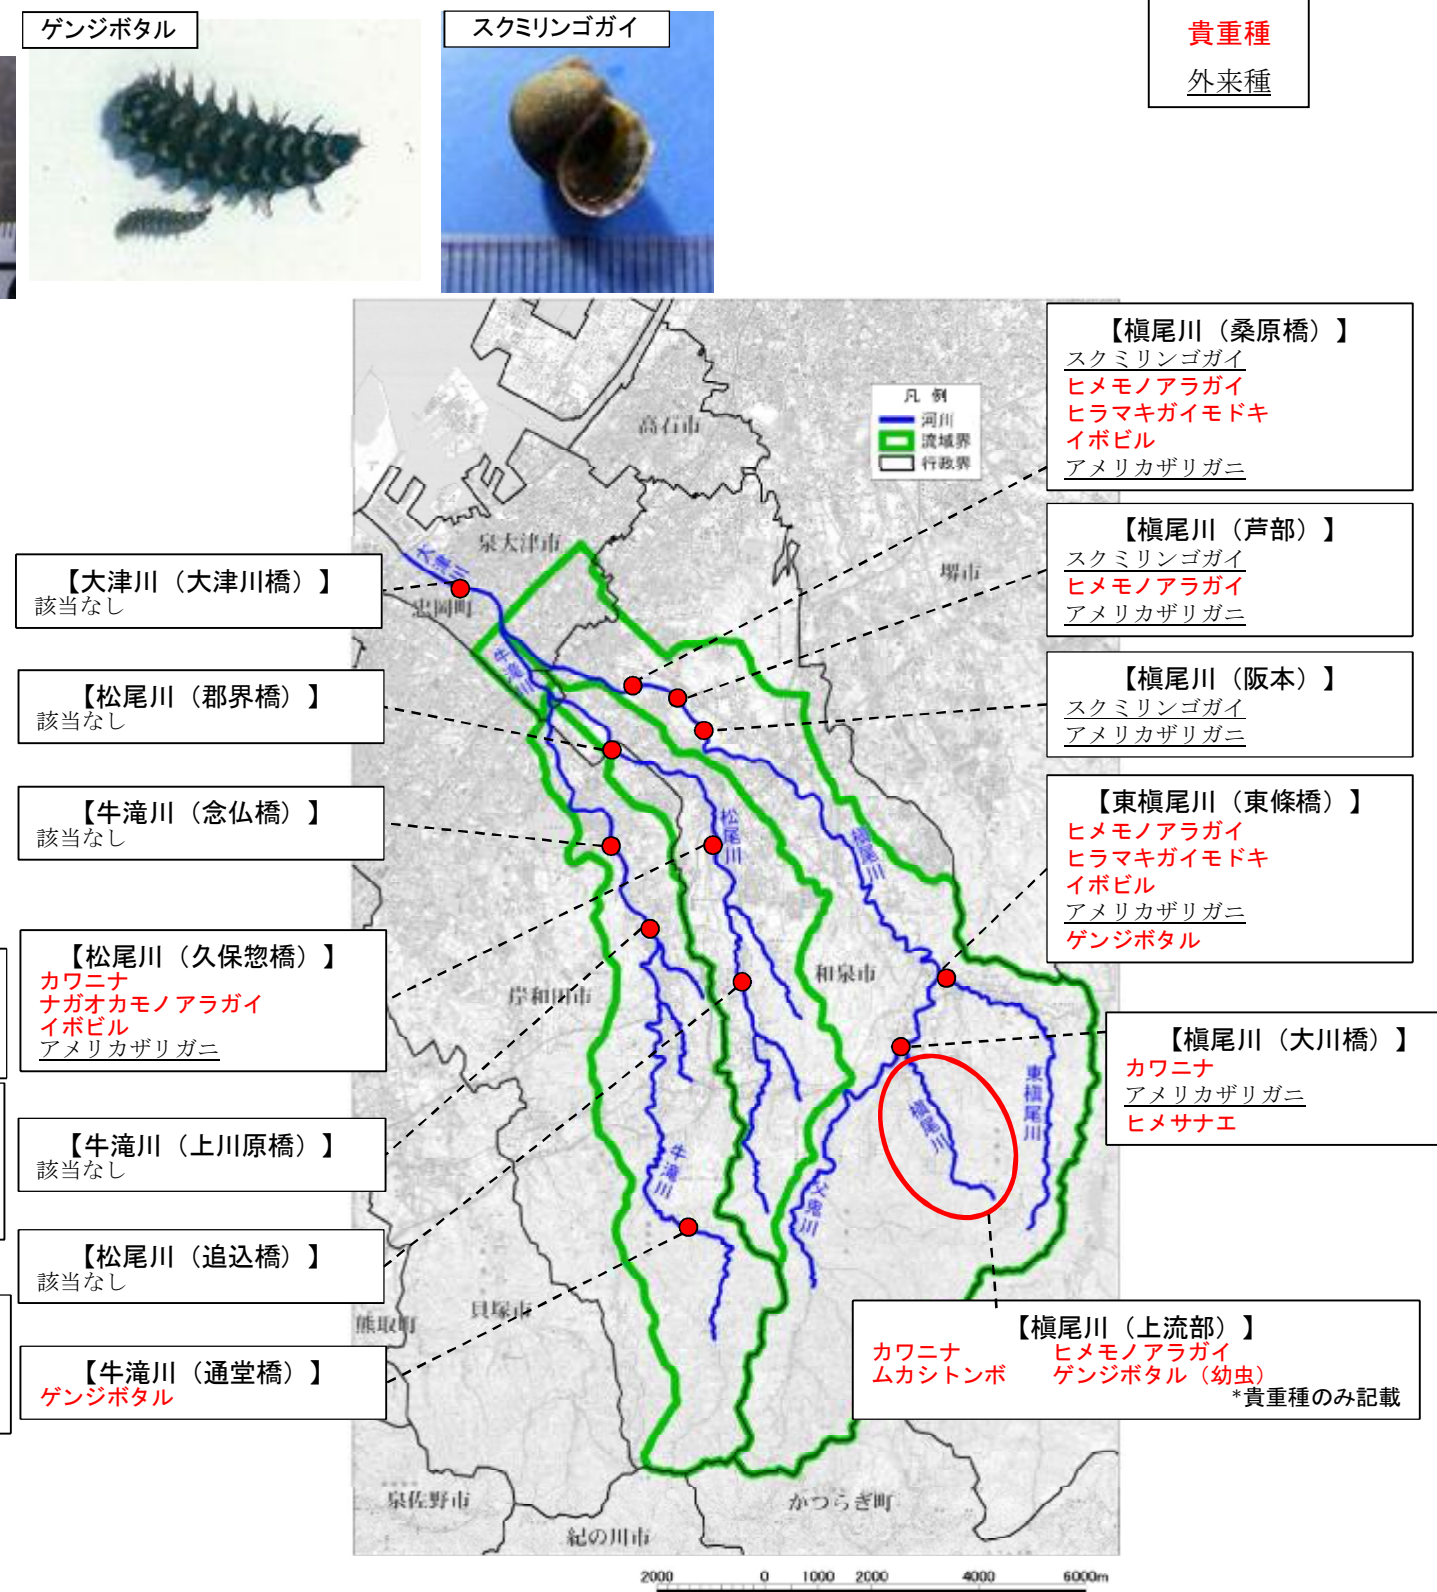 ゲンジボタル
スクミリンゴガイ
貴重種
外来種
【槇尾川（桑原橋）】
スクミリンゴガイ
ヒメモノアラガイ
ヒラマキガイモドキ
イボビル
アメリカザリガニ
凡 例
河川
流域界
行政界
高石市
【槇尾川（芦部）】
スクミリンゴガイ
ヒメモノアラガイ
アメリカザリガニ
泉大津市
堺市
大津川
【大津川（大津川橋）】
該当なし
忠岡町
牛滝川
【槇尾川（阪本）】
スクミリンゴガイ
アメリカザリガニ
【松尾川（郡界橋）】
該当なし
【牛滝川（念仏橋）】
該当なし
松尾川
槇尾川
【東槇尾川（東條橋）】
ヒメモノアラガイ
ヒラマキガイモドキ
イボビル
アメリカザリガニ
ゲンジボタル
【松尾川（久保惣橋）】
カワニナ
ナガオカモノアラガイ
イボビル
アメリカザリガニ
岸和田市
和泉市
【槇尾川（大川橋）】
カワニナ
アメリカザリガニ
ヒメサナエ
東槇尾川
槇尾川
【牛滝川（上川原橋）】
該当なし
牛滝川
父鬼川
【松尾川（追込橋）】
該当なし
貝塚市
熊取町
【槇尾川（上流部）】
カワニナ ヒメモノアラガイ
ムカシトンボ ゲンジボタル（幼虫）
*貴重種のみ記載
【牛滝川（通堂橋）】
ゲンジボタル
泉佐野市
かつらぎ町
紀の川市
2000 0 1000 2000 4000 6000m